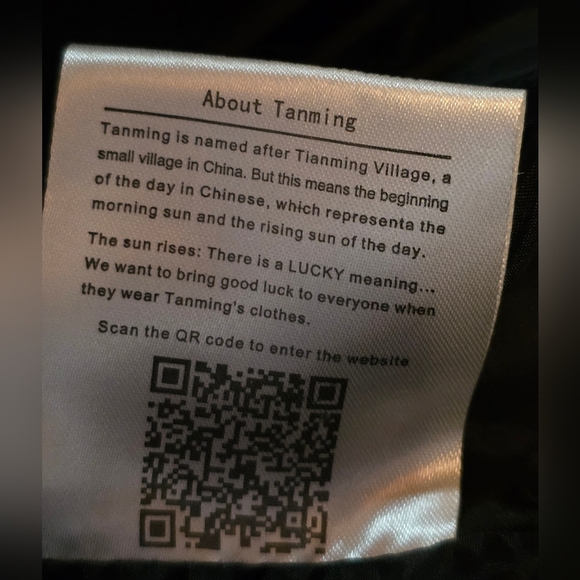 About Tanming
Tanming is named after Tianming Village, a
small village in China. But this means the beginning
of the day in Chinese, which representa the
morning sun and the rising sun of the day.
The sun rises: There is a LUCKY meaning...
We want to bring good luck to everyone when
they wear Tanming's clothes.
Scan the QR code to enter the website